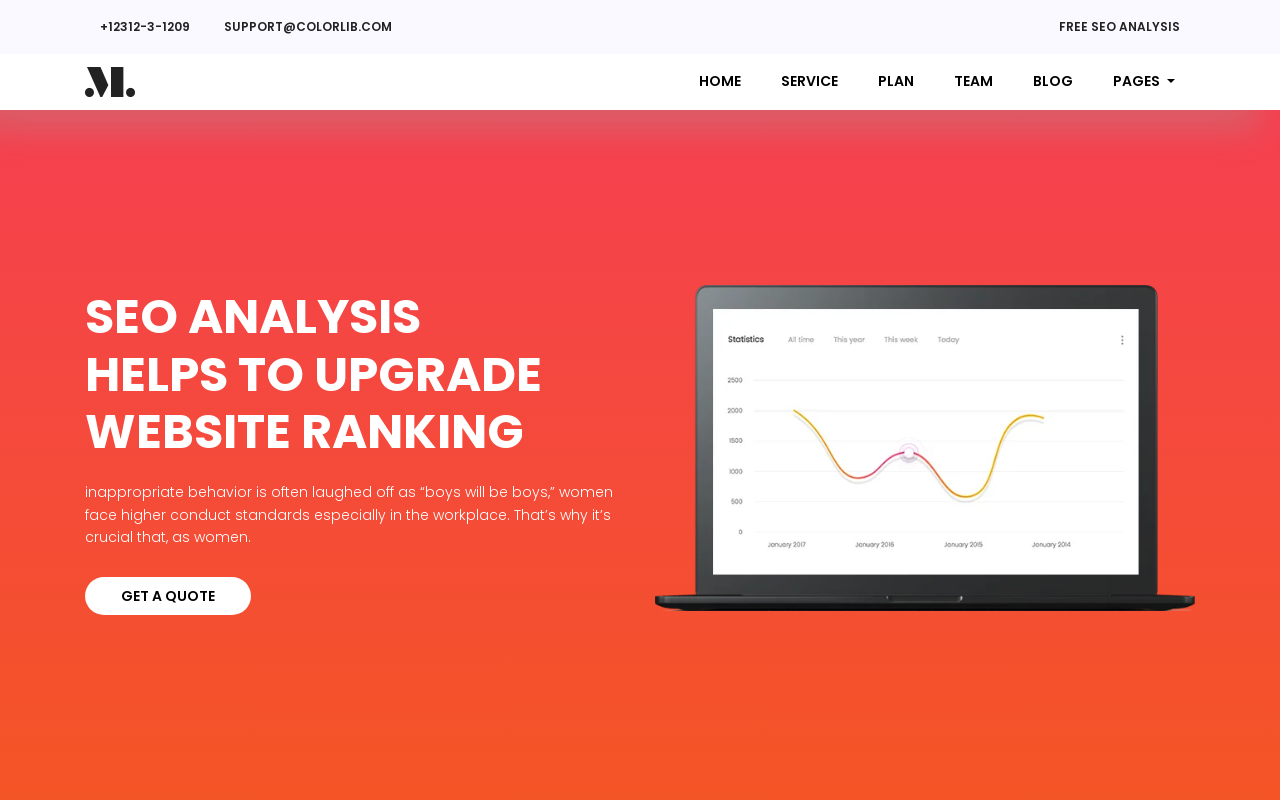 +12312-3-1209
SUPPORT@COLORLIB.COM
FREE SEO ANALYSIS
HOME
SERVICE
PLAN
TEAM
BLOG
PAGES
SEO ANALYSIS
HELPS TO UPGRADE
WEBSITE RANKING
inappropriate behavior is often laughed off as “boys will be boys,” women
face higher conduct standards especially in the workplace. That’s why it’s
crucial that, as women.
GET A QUOTE
Statistics
All time
This year
This week
Today
2500
2000
1500
1000
500
0
January 2017
January 2016
January 2015
January 2014